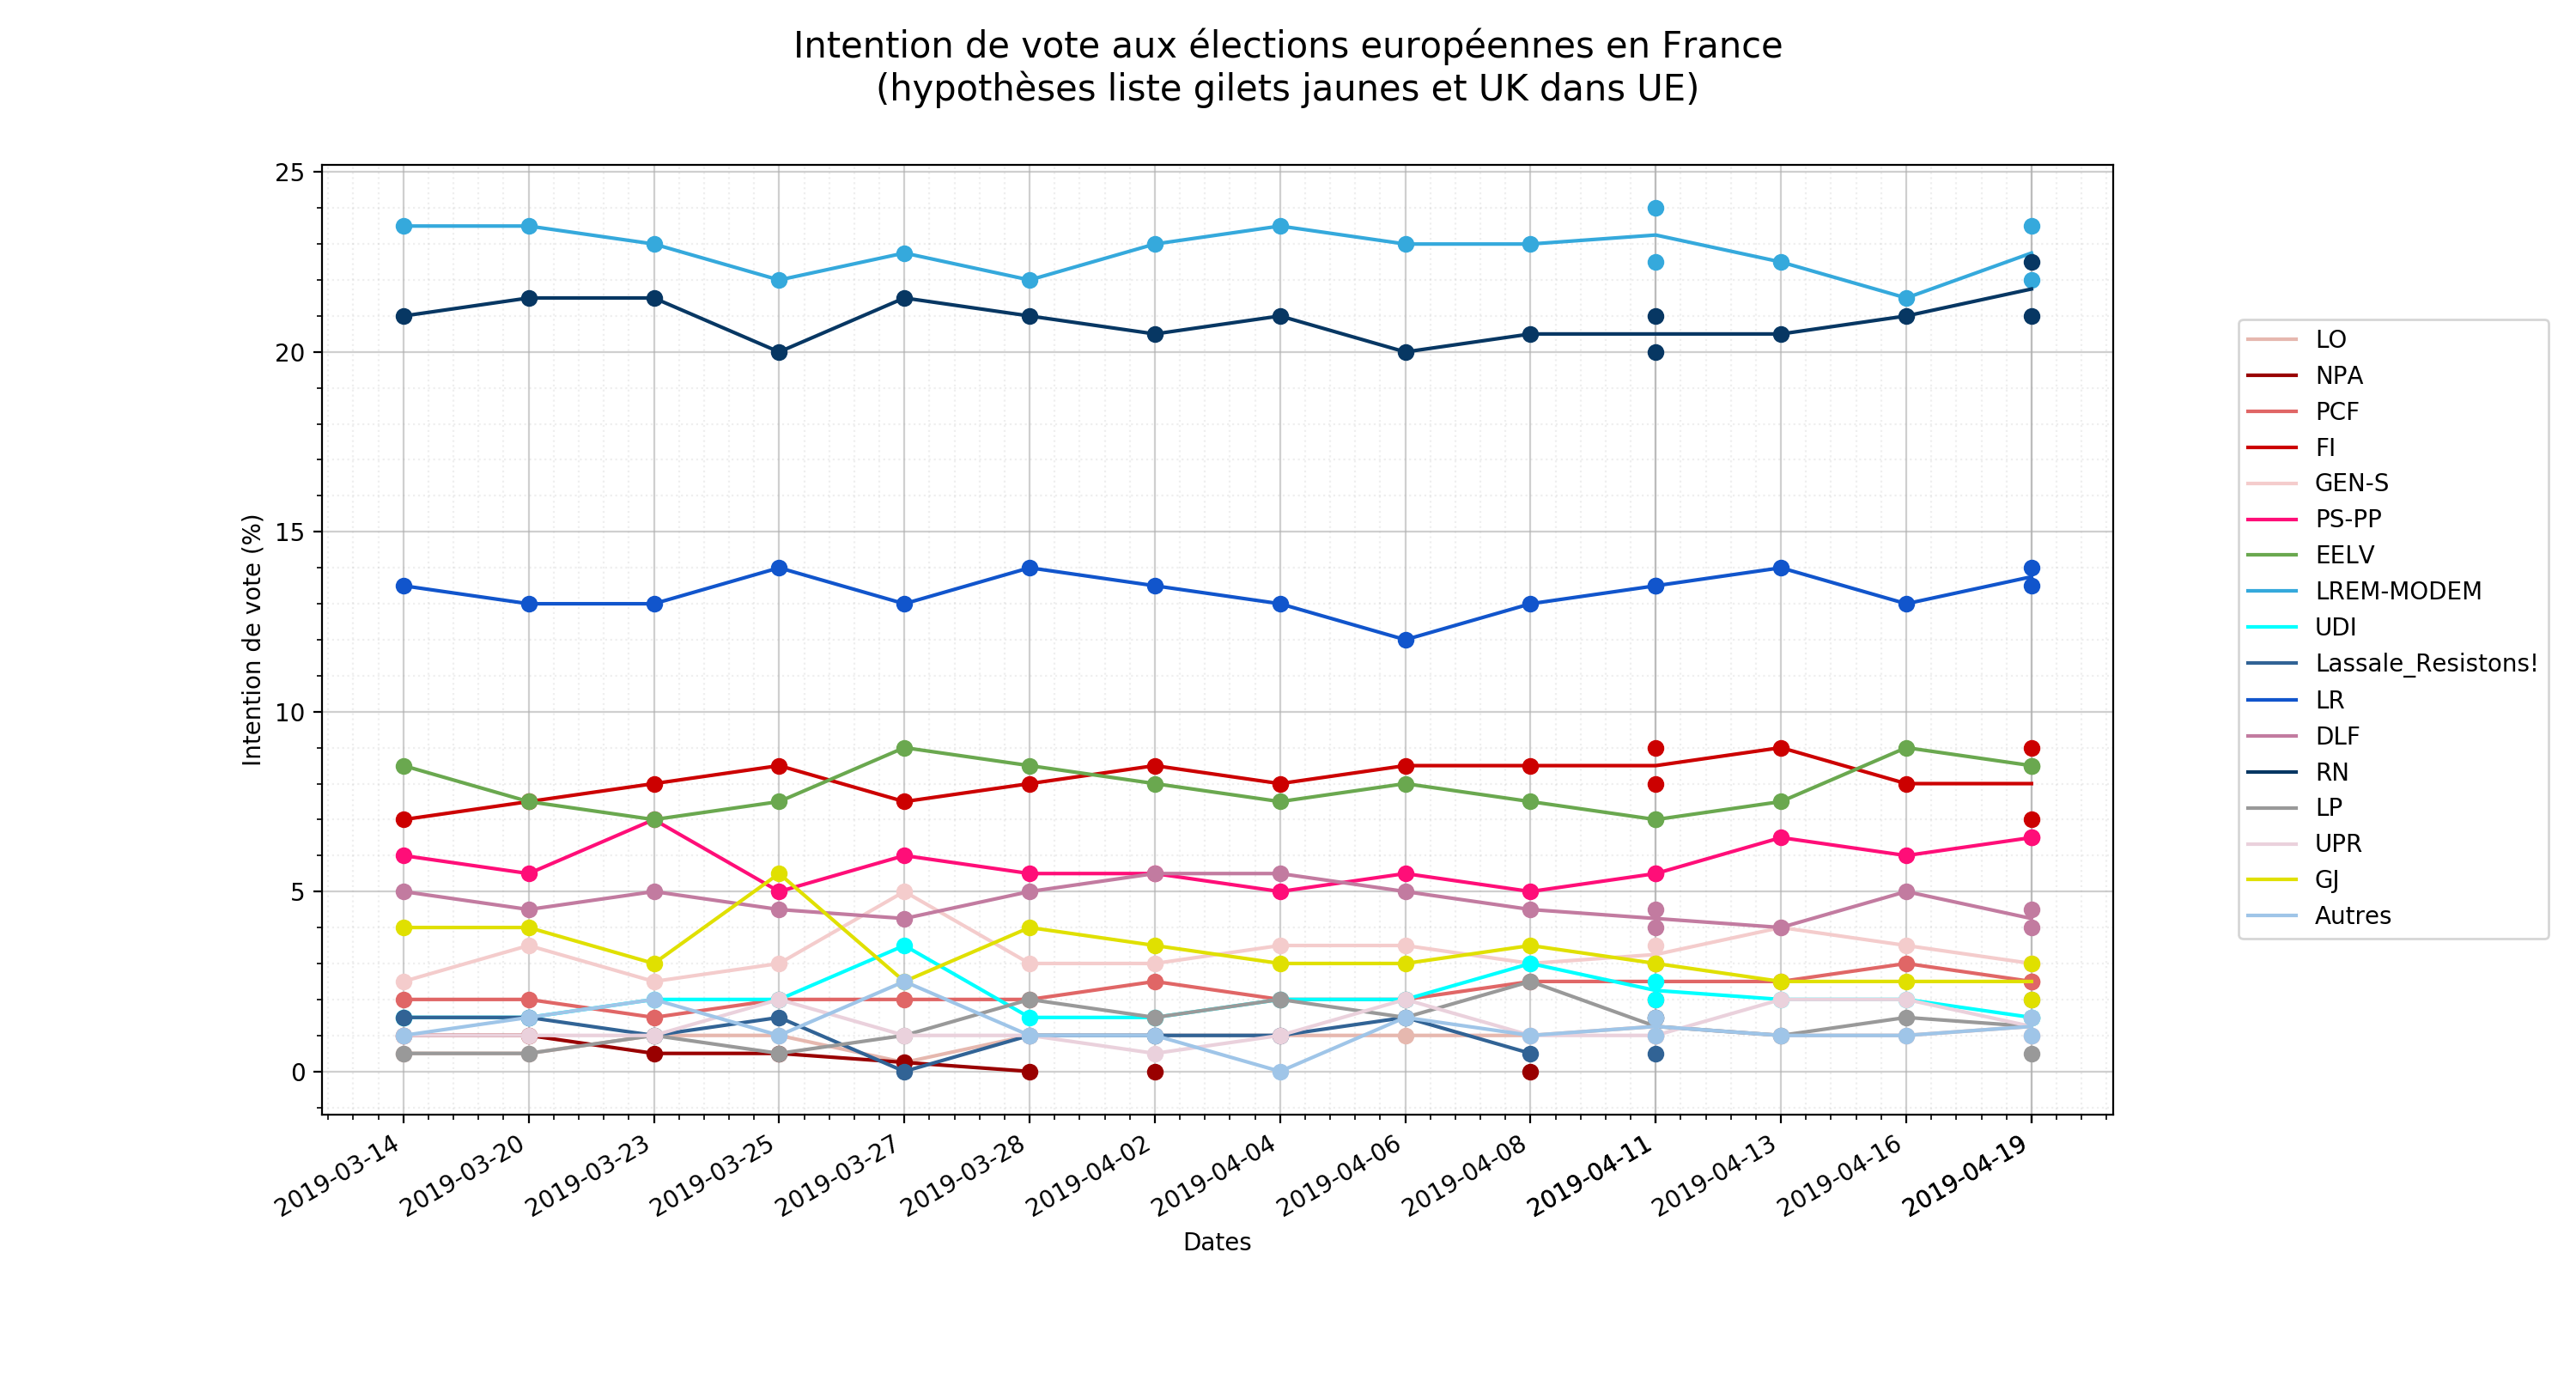 Intention de vote aux élections européennes en France
(hypothèses liste gilets jaunes et UK dans UE)
Intention de vote (%)
25
20
15
10
5
0
2019-03-14
2019-03-20
2019-03-23
2019-03-25
2019-03-27
2019-03-28
2019-04-02
2019-04-04
2019-04-06
2019-04-08
2019-04-11
2019-04-13
2019-04-16
2019-04-19
Dates
LO
NPA
PCF
FI
GEN-S
PS-PP
EELV
LREM-MODEM
UDI
Lassale_Resistons!
LR
DLF
RN
LP
UPR
GJ
Autres